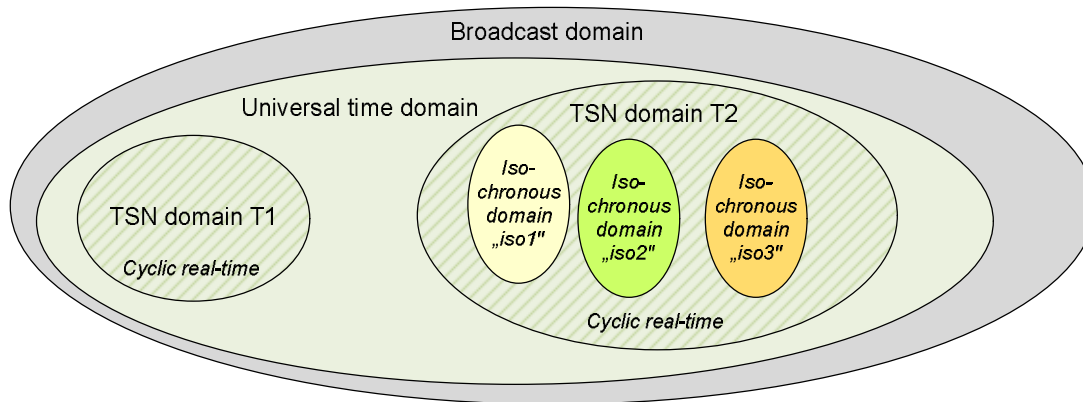 Broadcast domain
Universal time domain
TSN domain T2
Iso-
chronous
domain
„iso1"
Iso-
chronous
domain
„iso2"
Iso-
chronous
domain
„iso3"
TSN domain T1
Cyclic real-time
Cyclic real-time